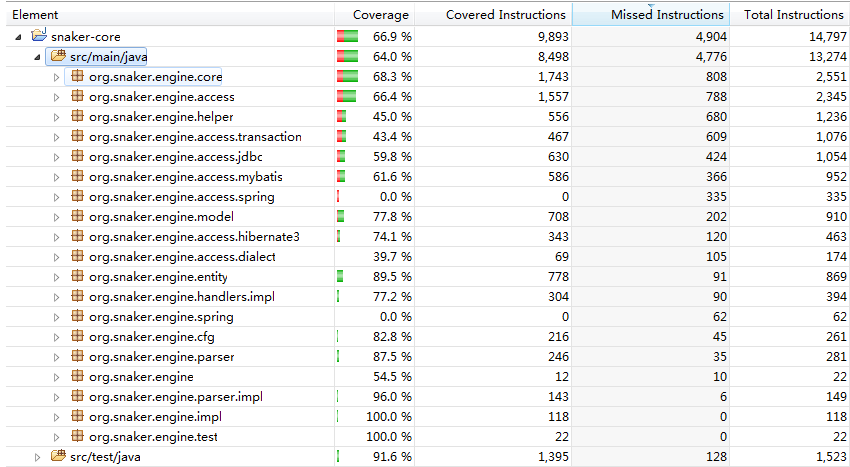 Element Coverage Covered Instructions Missed Instructions Total Instructions
snaker-core 66.9 % 9,893 4,904 14,797
src/main/java 64.0 % 8,498 4,776 13,274
org.snaker.engine.core 68.3 % 1,743 808 2,551
org.snaker.engine.access 66.4 % 1,557 788 2,345
org.snaker.engine.helper 45.0 % 556 680 1,236
org.snaker.engine.access.transaction 43.4 % 467 609 1,076
org.snaker.engine.access.jdbc 59.8 % 630 424 1,054
org.snaker.engine.access.mybatis 61.6 % 586 366 952
org.snaker.engine.access.spring 0.0 % 0 335 335
org.snaker.engine.model 77.8 % 708 202 910
org.snaker.engine.access.hibernate3 74.1 % 343 120 463
org.snaker.engine.access.dialect 39.7 % 69 105 174
org.snaker.engine.entity 89.5 % 778 91 869
org.snaker.engine.handlers.impl 77.2 % 304 90 394
org.snaker.engine.spring 0.0 % 0 62 62
org.snaker.engine.cfg 82.8 % 216 45 261
org.snaker.engine.parser 87.5 % 246 35 281
org.snaker.engine 54.5 % 12 10 22
org.snaker.engine.parser.impl 96.0 % 143 6 149
org.snaker.engine.impl 100.0 % 118 0 118
org.snaker.engine.test 100.0 % 22 0 22
src/test/java 91.6 % 1,395 128 1,523